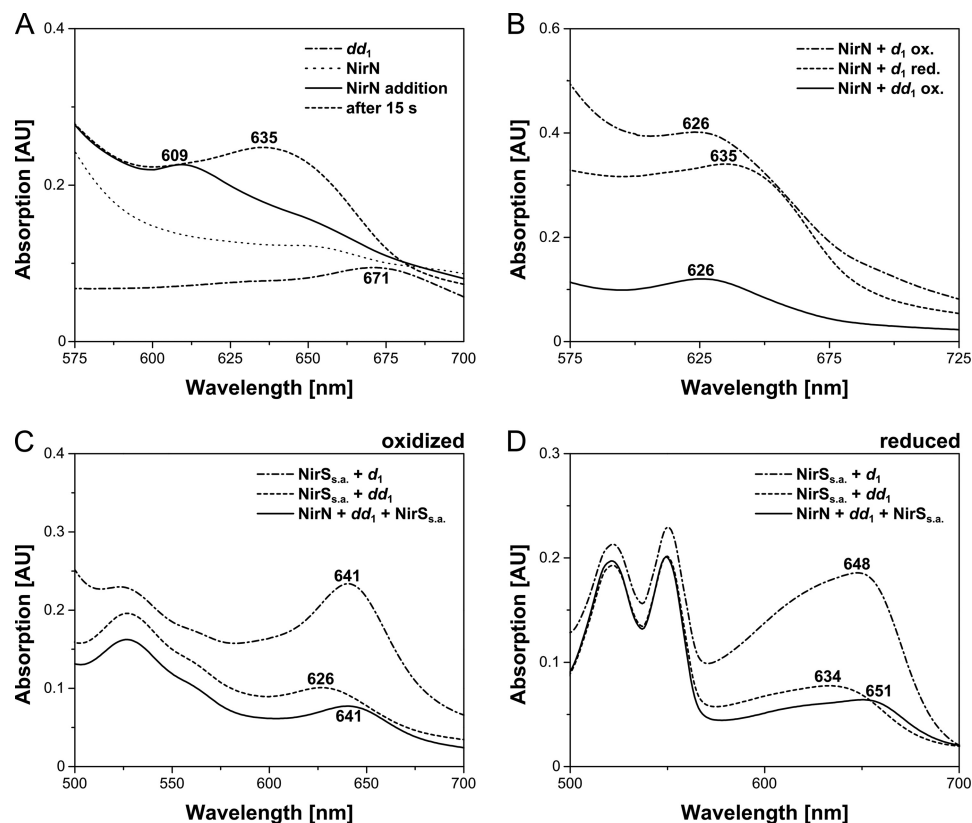 A
0.4
0.2
0
575
600
625
650
675
700
Absorption [AU]
Wavelength [nm]
dd₁
NirN
NirN addition
after 15 s
609
635
671
B
0.6
0.4
0.2
0
575
625
675
725
Absorption [AU]
Wavelength [nm]
NirN + d₁ ox.
NirN + d₁ red.
NirN + dd₁ ox.
626
635
626
C
oxidized
0.4
0.3
0.2
0.1
0
500
550
600
650
700
Absorption [AU]
Wavelength [nm]
NirSs.a. + d₁
NirSs.a. + dd₁
NirN + dd₁ + NirSs.a.
641
626
641
D
reduced
0.3
0.2
0.1
0
500
600
700
Absorption [AU]
Wavelength [nm]
NirSs.a. + d₁
NirSs.a. + dd₁
NirN + dd₁ + NirSs.a.
648
634
651